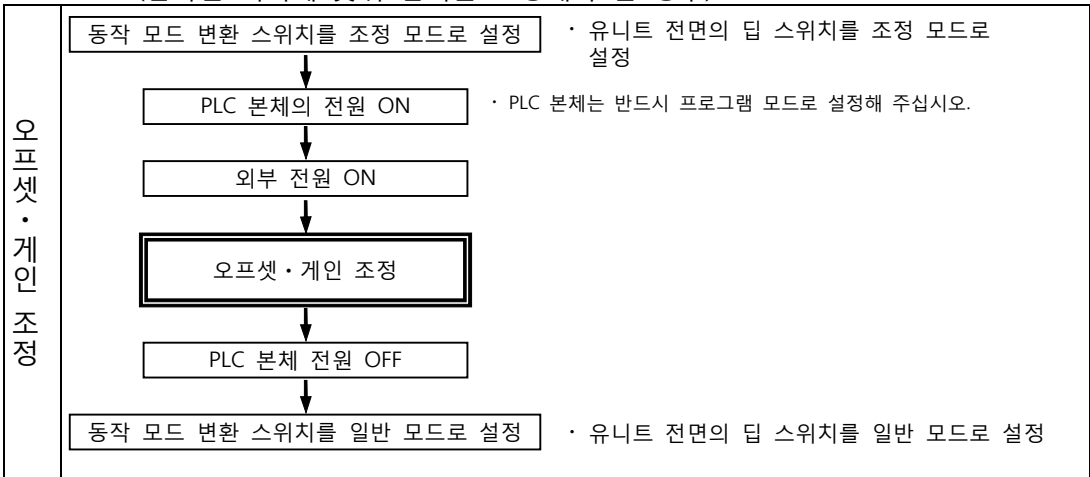 동작 모드 변환 스위치를 조정 모드로 설정
· 유니트 전면의 딥 스위치를 조정 모드로
설정
PLC 본체의 전원 ON
· PLC 본체는 반드시 프로그램 모드로 설정해 주십시오.
외부 전원 ON
오프셋・게인 조정
오프셋・게인 조정
PLC 본체 전원 OFF
동작 모드 변환 스위치를 일반 모드로 설정
· 유니트 전면의 딥 스위치를 일반 모드로 설정